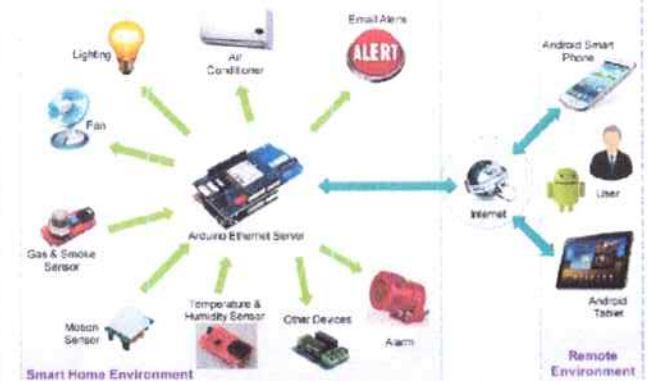 Email Alerts
ALERT
Lighting
Air
Conditioner
Android Smart
Phone
Fan
User
Internet
Arduino Ethernet Server
Gas & Smoke
Sensor
Temperature &
Humidity Sensor
Other Devices
Motion
Sensor
Alarm
Android
Tablet
Smart Home Environment
Remote
Environment